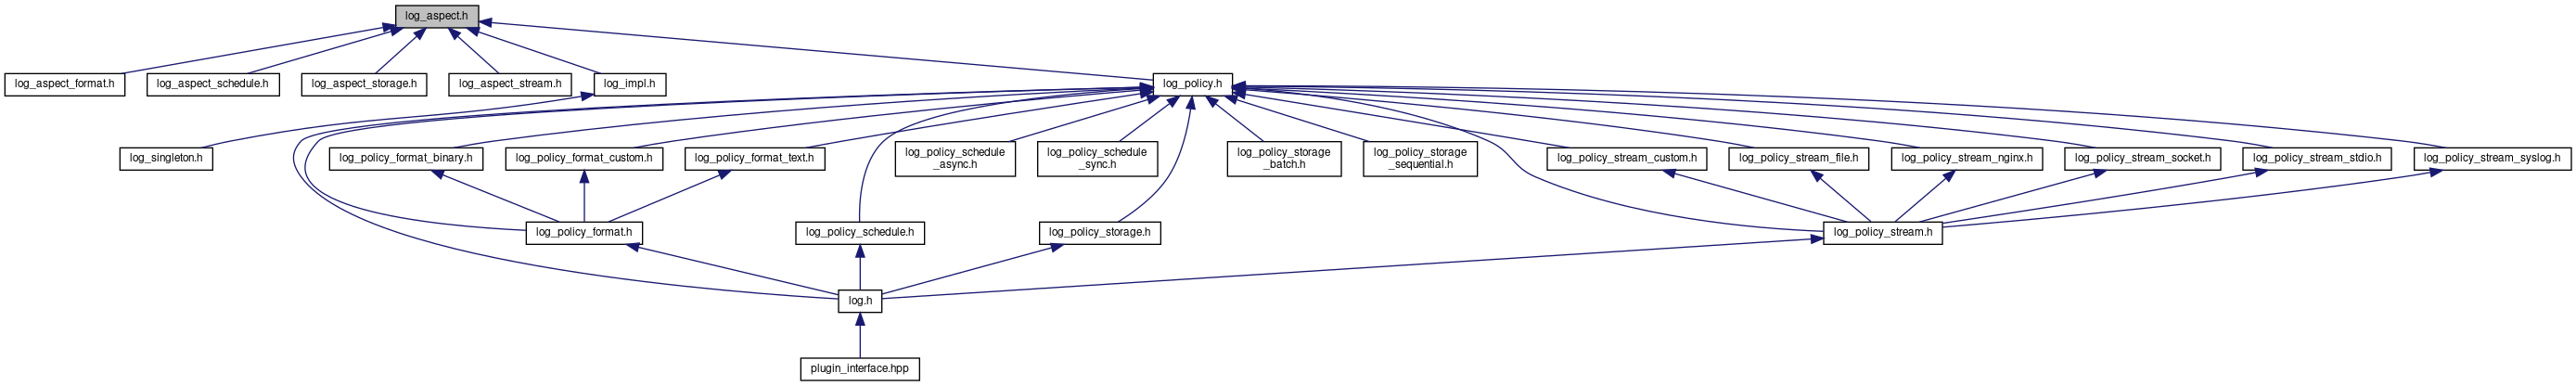 log_aspect.h
log_aspect_format.h
log_aspect_schedule.h
log_aspect_storage.h
log_aspect_stream.h
log_impl.h
log_policy.h
log_singleton.h
log_policy_format_binary.h
log_policy_format_custom.h
log_policy_format_text.h
log_policy_schedule
_async.h
log_policy_schedule
_sync.h
log_policy_storage
_batch.h
log_policy_storage
_sequential.h
log_policy_stream_custom.h
log_policy_stream_file.h
log_policy_stream_nginx.h
log_policy_stream_socket.h
log_policy_stream_stdio.h
log_policy_stream_syslog.h
log_policy_format.h
log_policy_schedule.h
log_policy_storage.h
log_policy_stream.h
log.h
plugin_interface.hpp